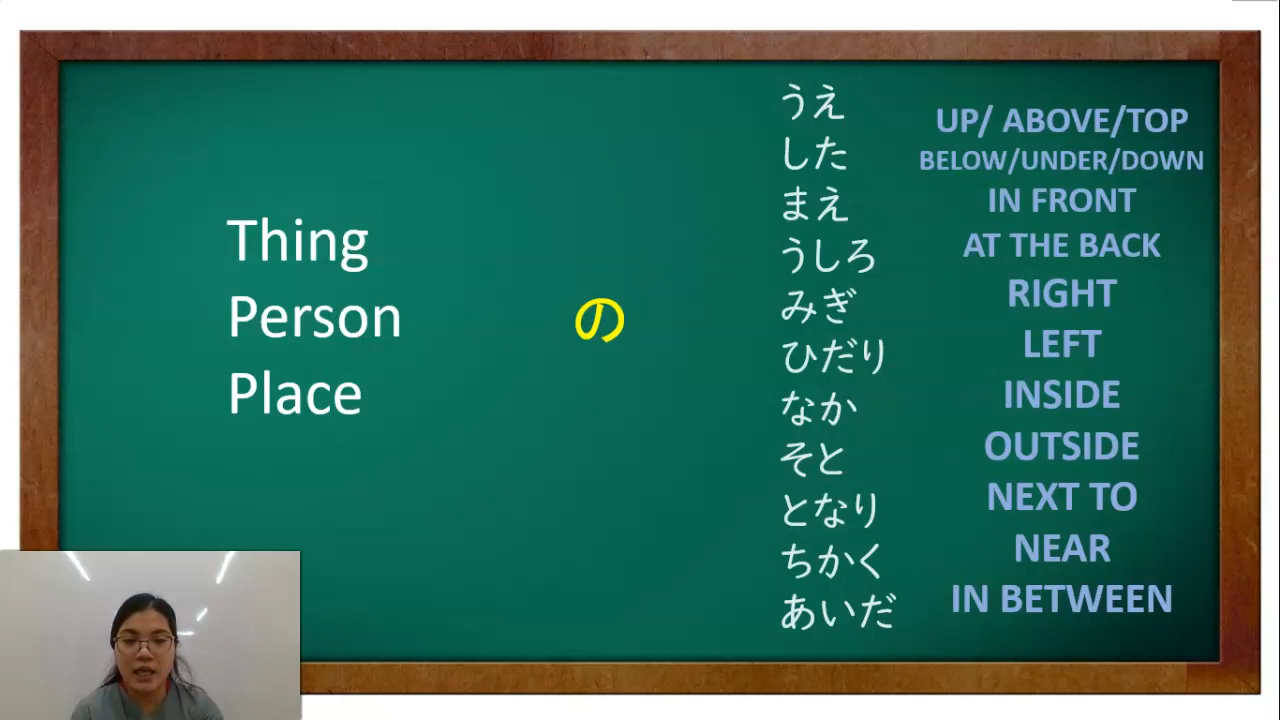 Thing
Person
Place
の
うえ
した
まえ
うしろ
みぎ
ひだり
なか
そと
となり
ちかく
あいだ
UP/ ABOVE/TOP
BELOW/UNDER/DOWN
IN FRONT
AT THE BACK
RIGHT
LEFT
INSIDE
OUTSIDE
NEXT TO
NEAR
IN BETWEEN